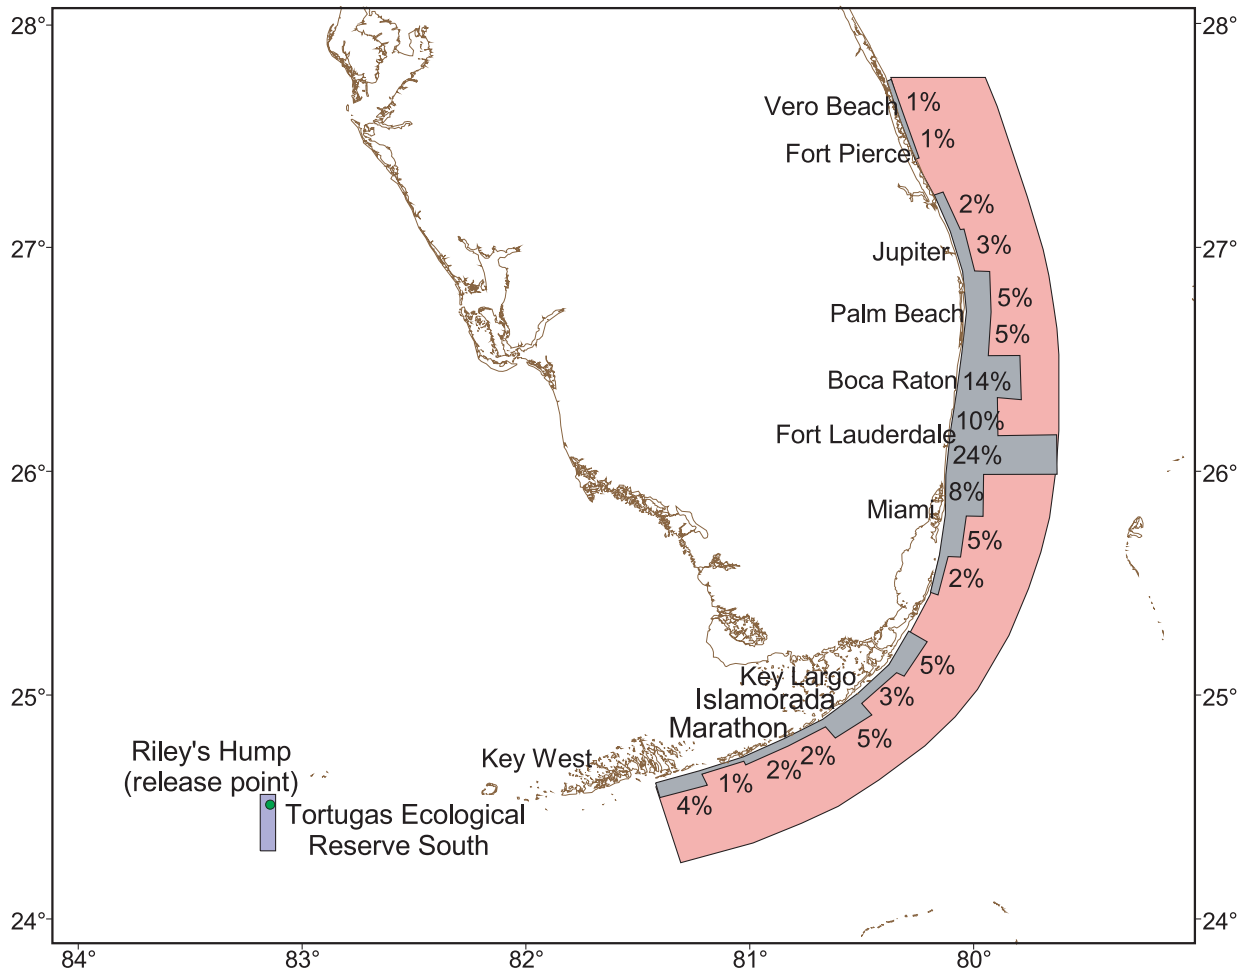 28°
28°
Vero Beach
1%
1%
Fort Pierce
2%
27°
27°
Jupiter
3%
5%
Palm Beach
5%
Boca Raton
14%
10%
Fort Lauderdale
24%
26°
26°
8%
Miami
5%
2%
5%
Key Largo
25°
25°
Islamorada
3%
Marathon
5%
Key West
2%
2%
1%
4%
Riley's Hump
(release point)
Tortugas Ecological
Reserve South
24°
24°
84°
83°
82°
81°
80°